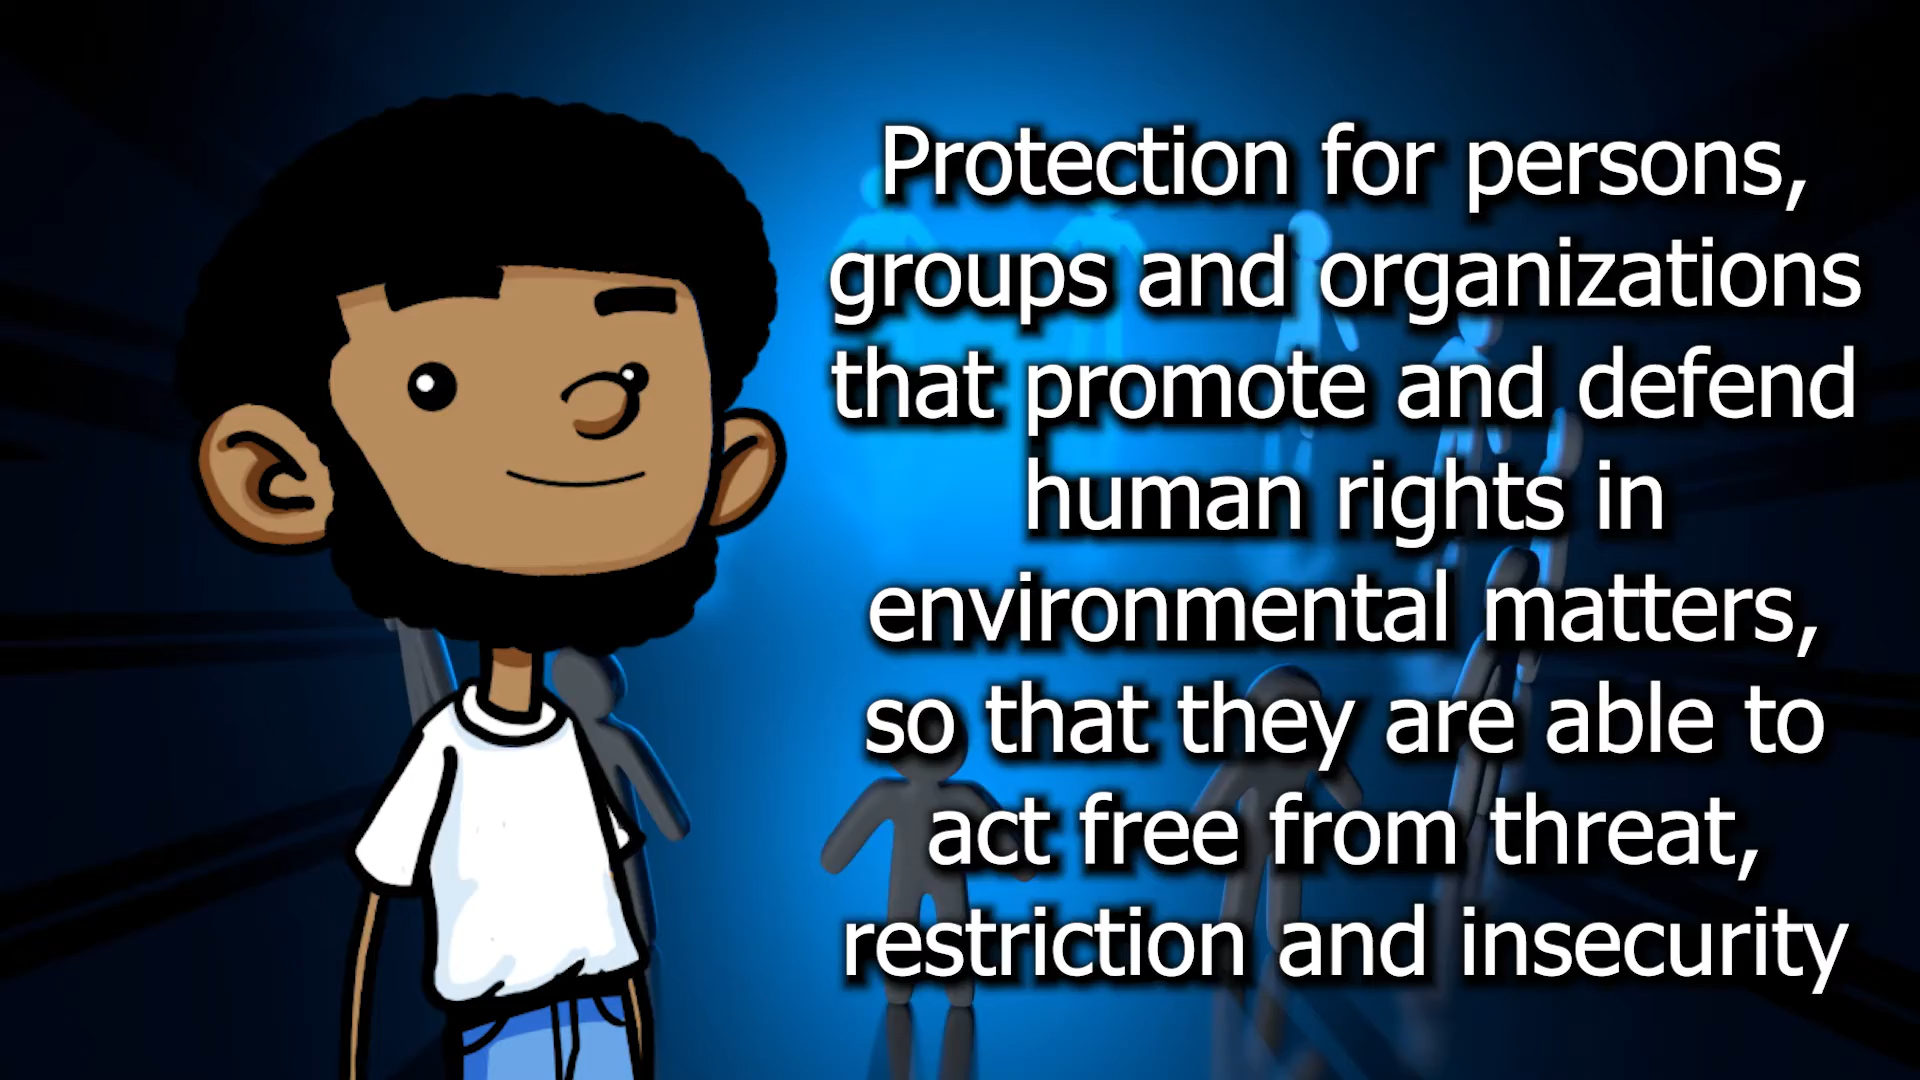 Protection for persons,
groups and organizations
that promote and defend
human rights in
environmental matters,
so that they are able to
act free from threat,
restriction and insecurity